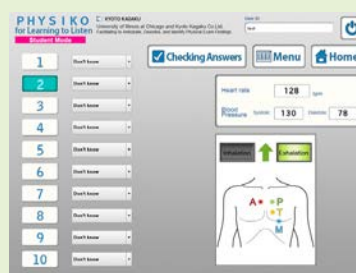 PHYSIKO
for Learning to Listen
Student Mode
KYOTO KAGAKU
University of Illinois at Chicago and Kyoto Kagaku Co.Ltd.
User ID
Checking Answers
Menu
Home
1 Don't know
2 Don't know
3 Don't know
4 Don't know
5 Don't know
6 Don't know
7 Don't know
8 Don't know
9 Don't know
10 Don't know
Heart rate 128 bpm
Blood Pressure Systolic 130 Diastolic 78
Inhalation
Exhalation
A P
T
M